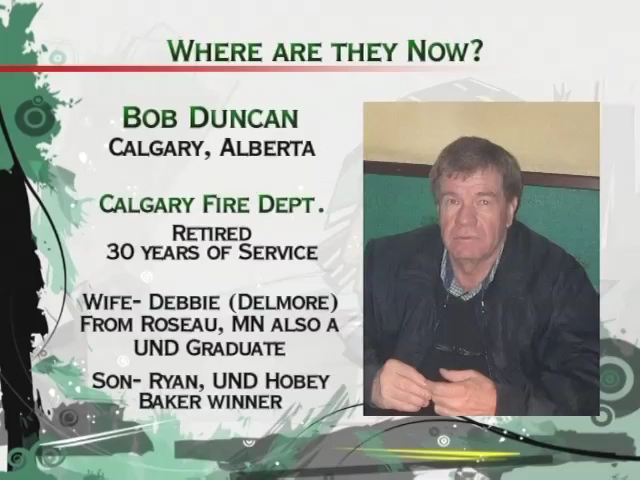 Where are they Now?
Bob Duncan
Calgary, Alberta
Calgary Fire Dept.
Retired
30 years of Service
Wife- Debbie (Delmore)
From Roseau, MN also a
UND Graduate
Son- Ryan, UND Hobey
Baker winner